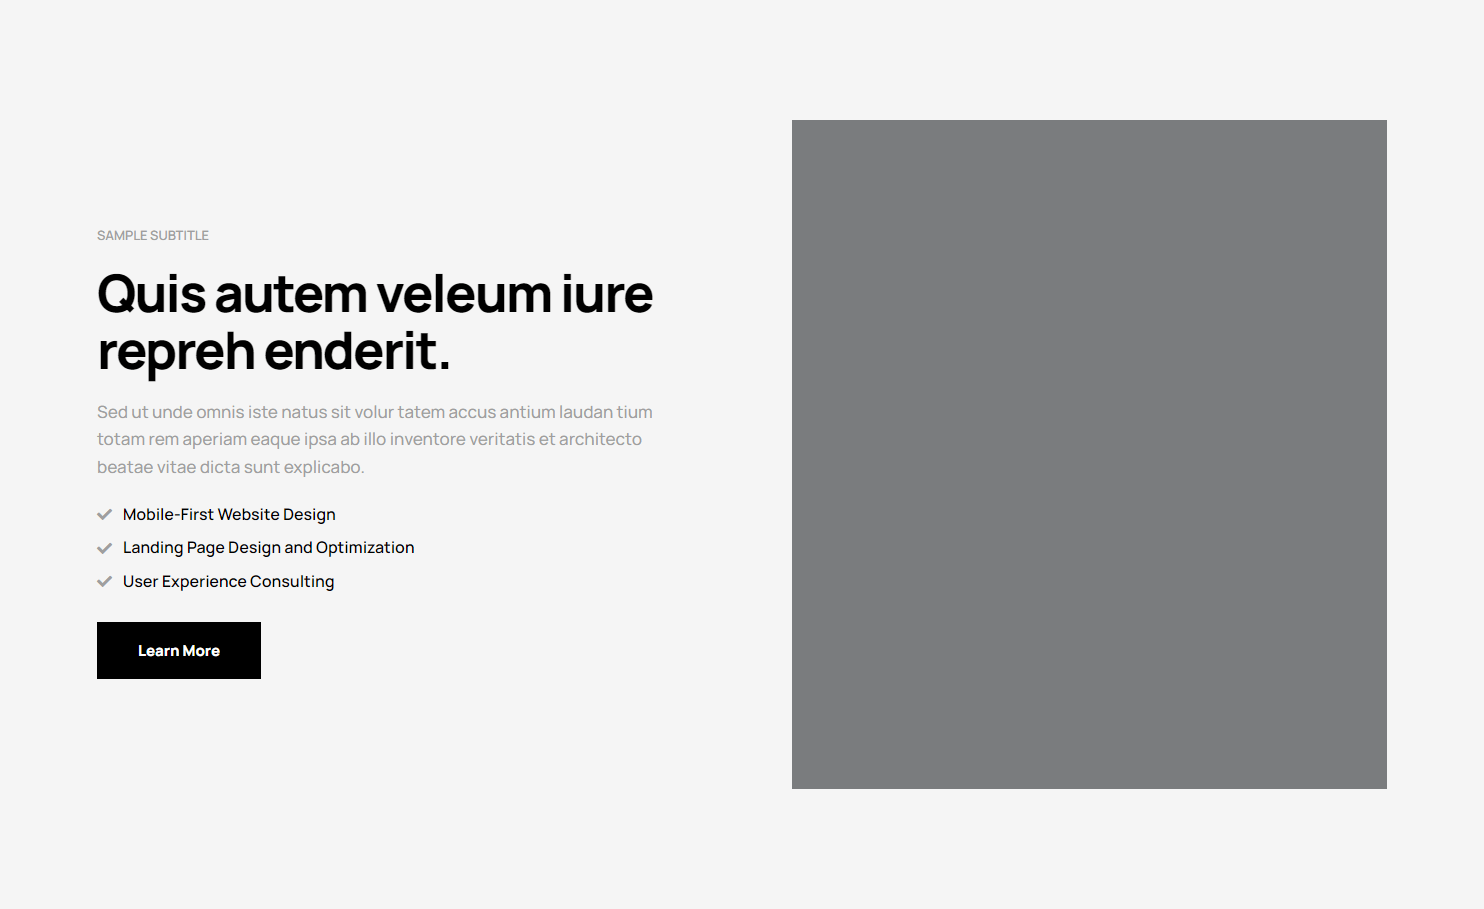 SAMPLE SUBTITLE
Quis autem veleum iure
repreh enderit.
Sed ut unde omnis iste natus sit volur tatem accus antium laudan tium
totam rem aperiam eaque ipsa ab illo inventore veritatis et architecto
beatae vitae dicta sunt explicabo.
Mobile-First Website Design
Landing Page Design and Optimization
User Experience Consulting
Learn More